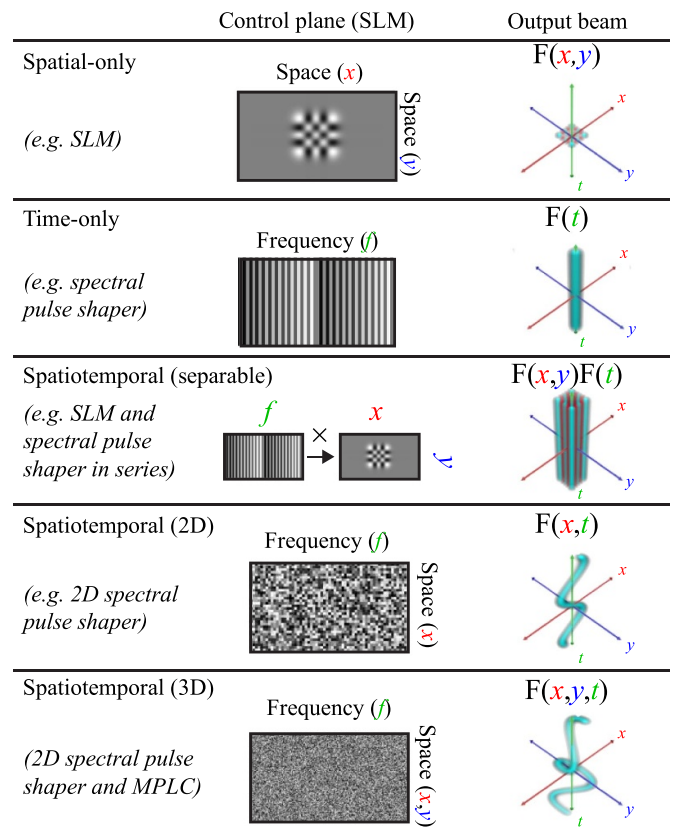 Control plane (SLM) Output beam
Spatial-only
F(x,y)
Space (x)
(e.g. SLM)
Space (y)
x
y
t
Time-only
F(t)
Frequency (f)
(e.g. spectral
pulse shaper)
x
y
t
Spatiotemporal (separable)
F(x,y)F(t)
(e.g. SLM and
spectral pulse
shaper in series)
f
×
x
y
x
y
t
Spatiotemporal (2D)
F(x,t)
Frequency (f)
(e.g. 2D spectral
pulse shaper)
Space (x)
x
y
t
Spatiotemporal (3D)
F(x,y,t)
Frequency (f)
(2D spectral pulse
shaper and MPLC)
Space (x,y)
x
y
t